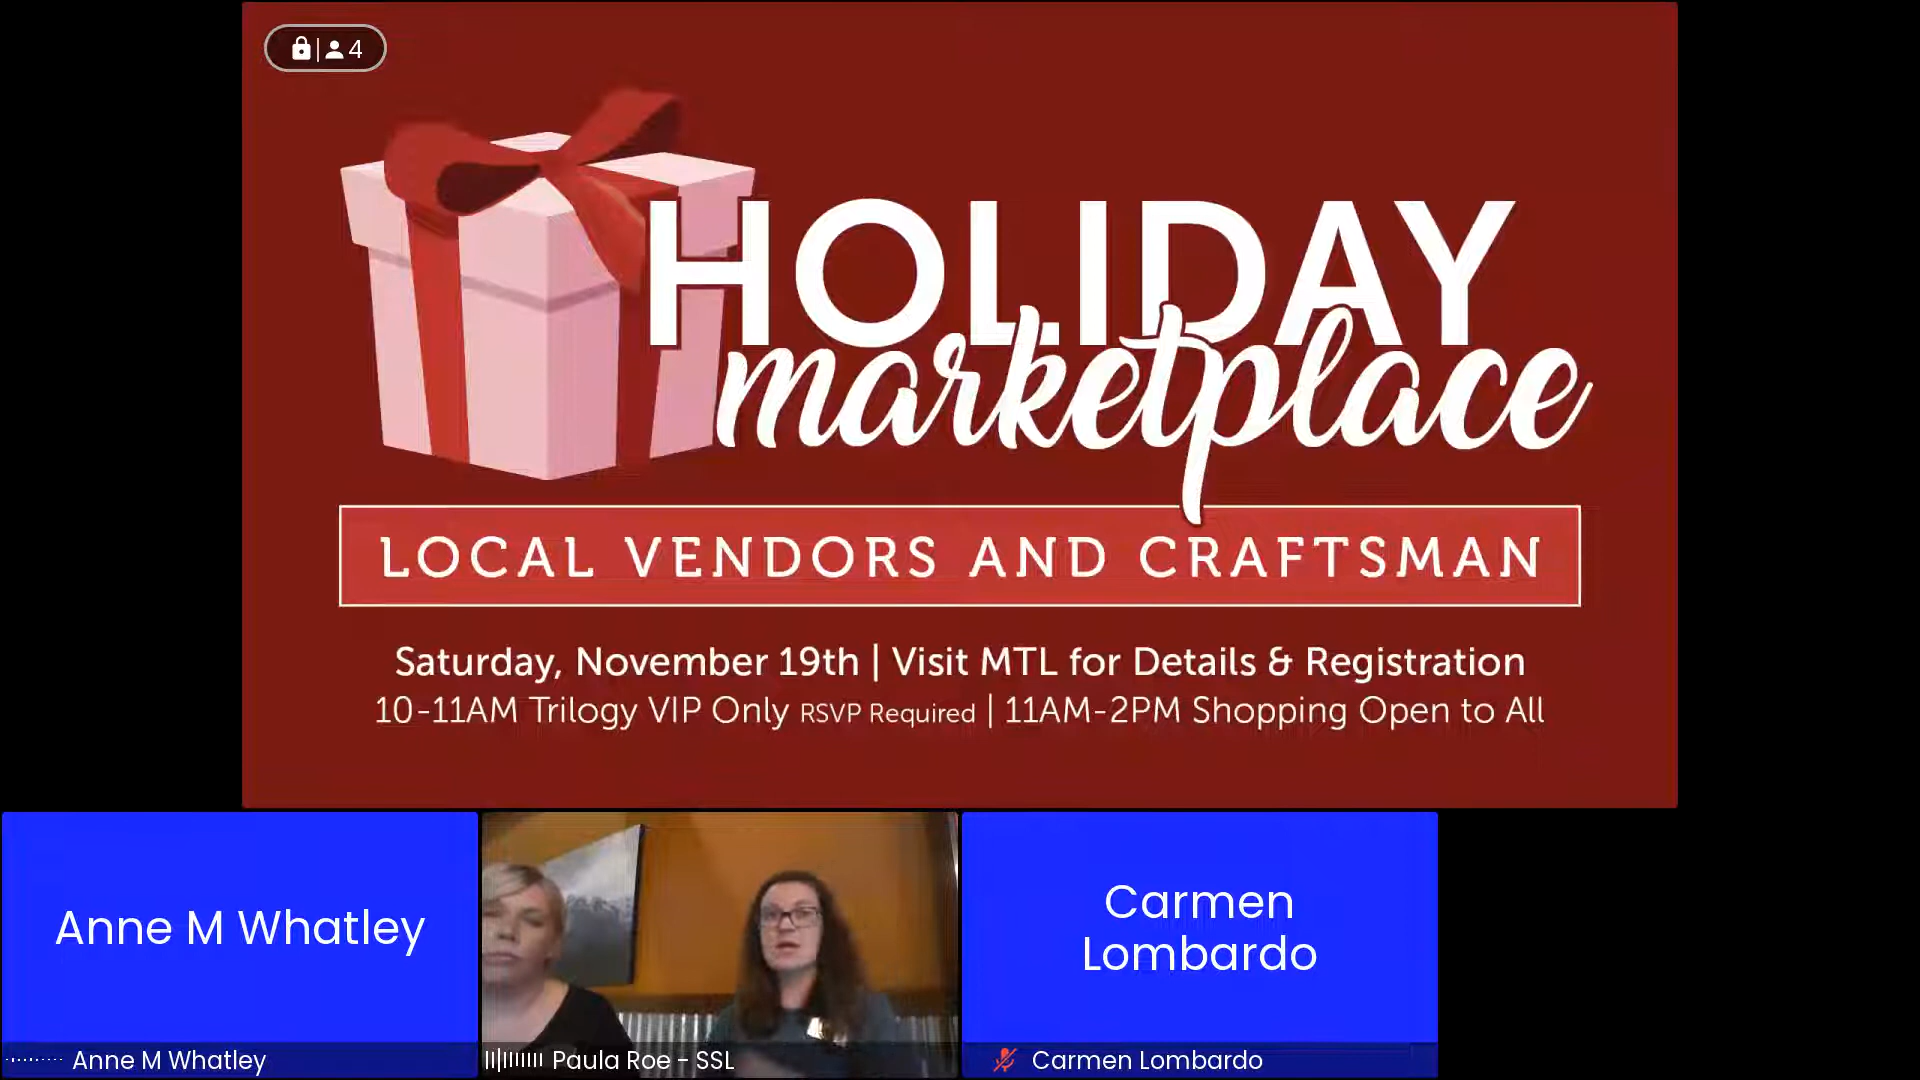 4
HOLIDAY
marketplace
LOCAL VENDORS AND CRAFTSMAN
Saturday, November 19th | Visit MTL for Details & Registration
10-11AM Trilogy VIP Only RSVP Required | 11AM-2PM Shopping Open to All
Anne M Whatley
Carmen
Lombardo
Anne M Whatley
Paula Roe - SSL
Carmen Lombardo